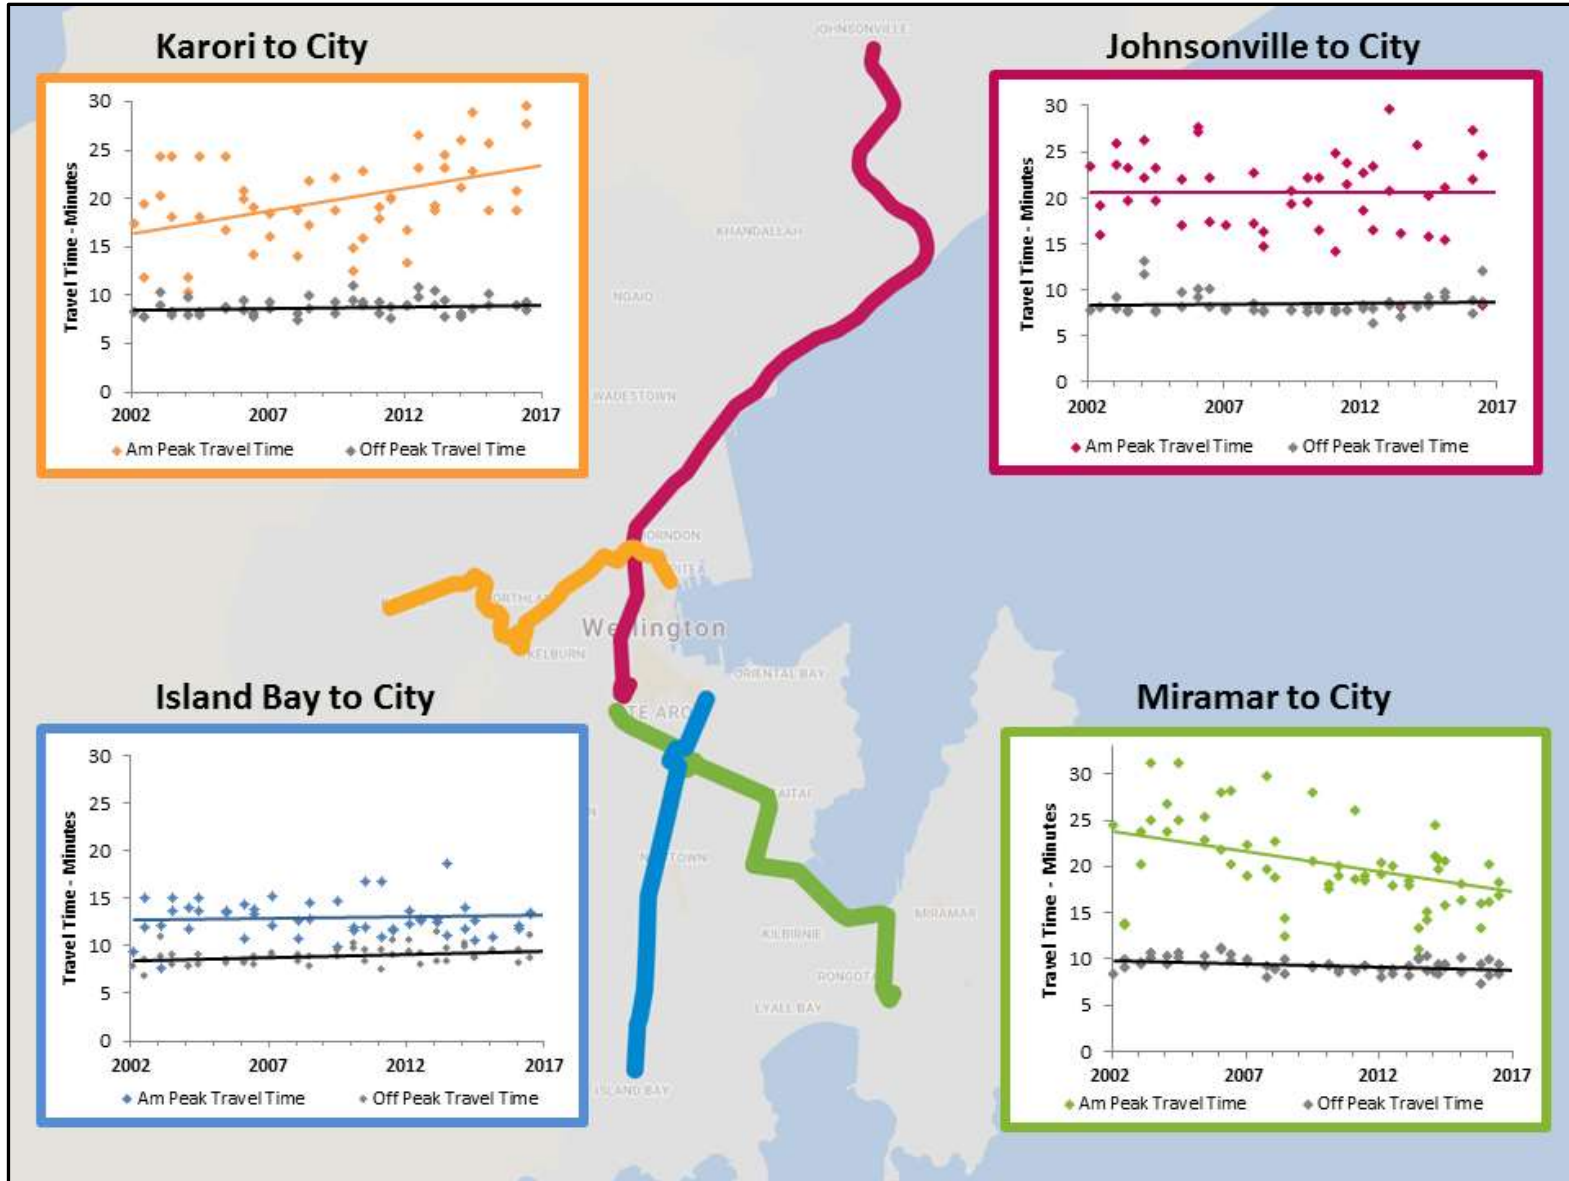 Karori to City
Travel Time - Minutes
30
25
20
15
10
5
0
2002
2007
2012
2017
Am Peak Travel Time
Off Peak Travel Time
Johnsonville to City
Travel Time - Minutes
30
25
20
15
10
5
0
2002
2007
2012
2017
Am Peak Travel Time
Off Peak Travel Time
JOHNSONVILLE
KHANDALLAH
NGAIO
WADESTOWN
KELBURN
ORIENTAL BAY
TE ARO
KILBIRNIE
MIRAMAR
LYALL BAY
ISLAND BAY
Island Bay to City
Travel Time - Minutes
30
25
20
15
10
5
0
2002
2007
2012
2017
Am Peak Travel Time
Off Peak Travel Time
Miramar to City
Travel Time - Minutes
30
25
20
15
10
5
0
2002
2007
2012
2017
Am Peak Travel Time
Off Peak Travel Time